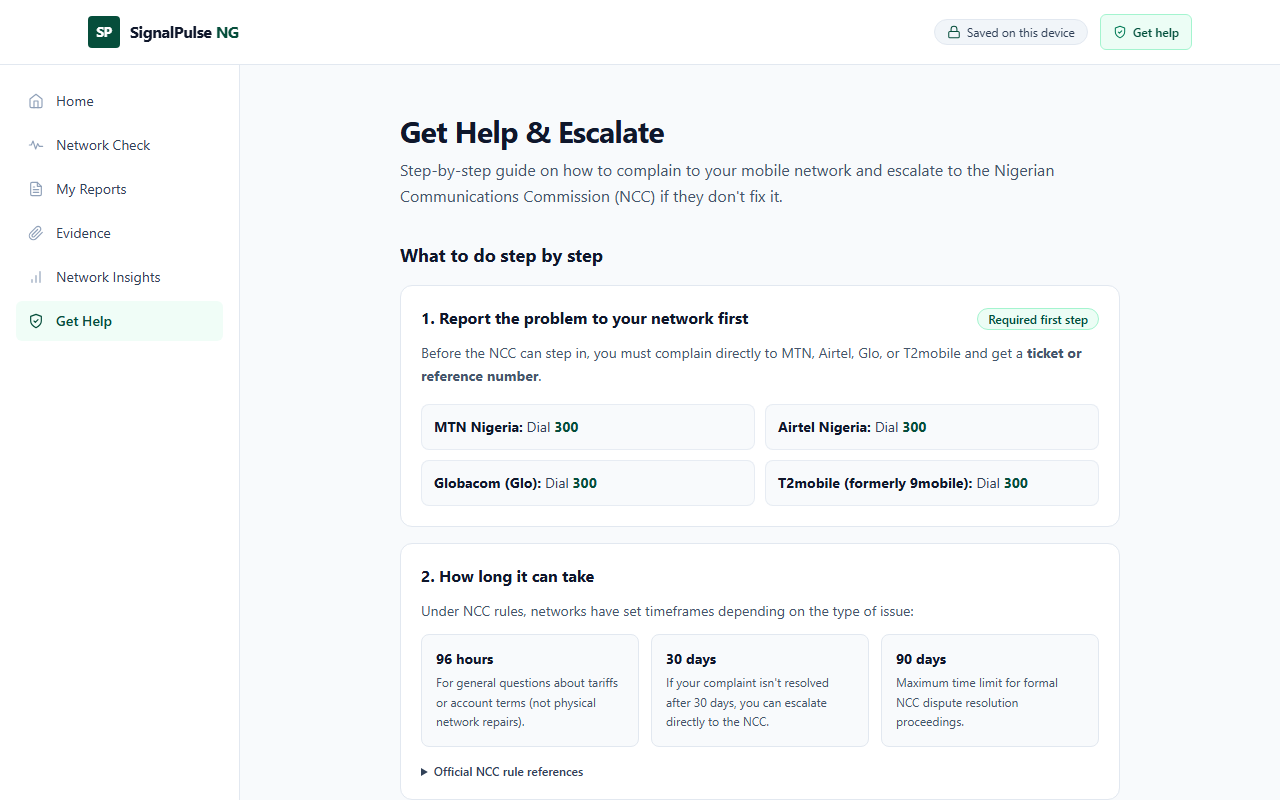 SP SignalPulse NG
Saved on this device
Get help
Home
Network Check
My Reports
Evidence
Network Insights
Get Help
Get Help & Escalate
Step-by-step guide on how to complain to your mobile network and escalate to the Nigerian
Communications Commission (NCC) if they don't fix it.
What to do step by step
1. Report the problem to your network first
Required first step
Before the NCC can step in, you must complain directly to MTN, Airtel, Glo, or T2mobile and get a ticket or
reference number.
MTN Nigeria: Dial 300
Airtel Nigeria: Dial 300
Globacom (Glo): Dial 300
T2mobile (formerly 9mobile): Dial 300
2. How long it can take
Under NCC rules, networks have set timeframes depending on the type of issue:
96 hours
For general questions about tariffs
or account terms (not physical
network repairs).
30 days
If your complaint isn't resolved
after 30 days, you can escalate
directly to the NCC.
90 days
Maximum time limit for formal
NCC dispute resolution
proceedings.
Official NCC rule references